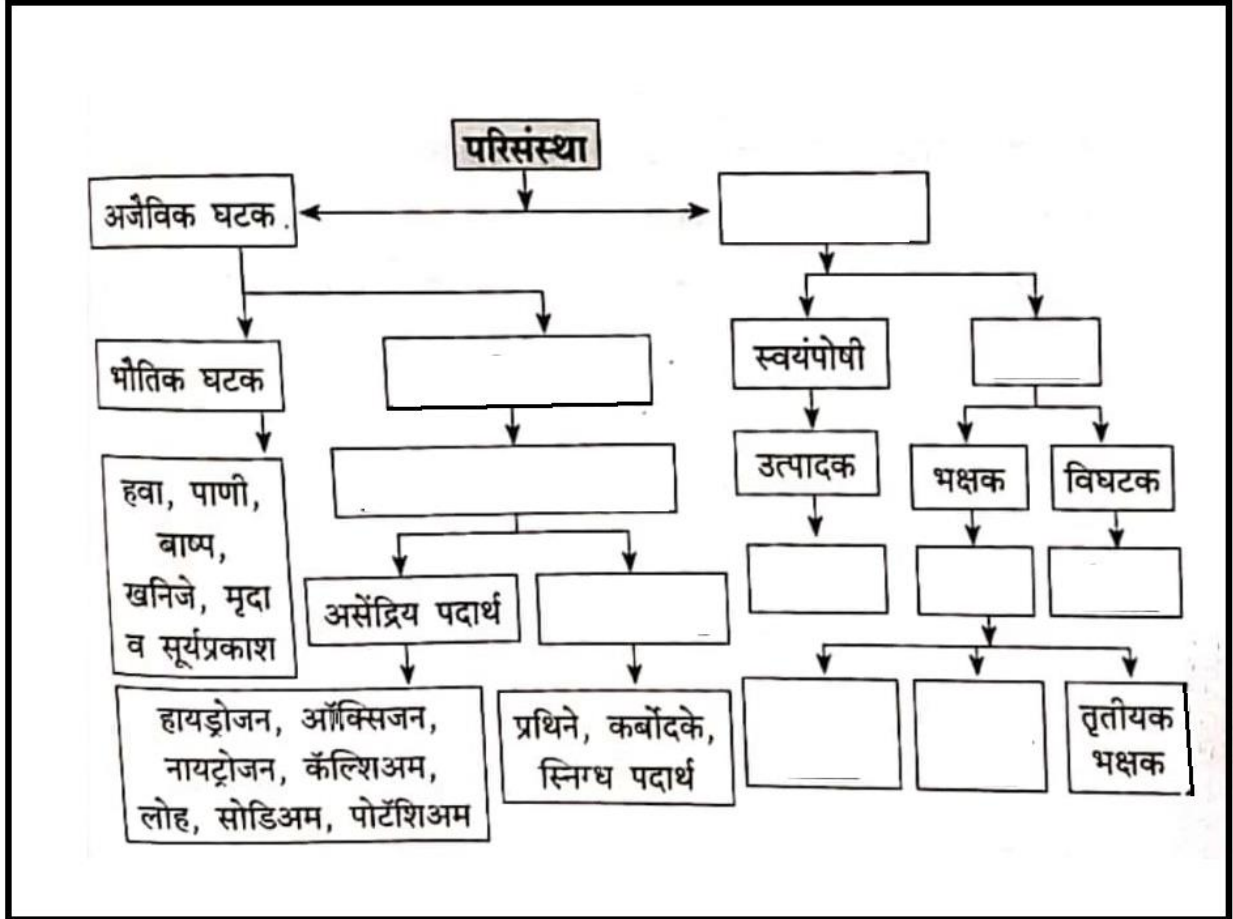 परिसंस्था
अजैविक घटक.
भौतिक घटक
स्वयंपोषी
हवा, पाणी,
बाष्प,
खनिजे, मृदा
व सूर्यप्रकाश
उत्पादक
भक्षक
विघटक
असेंद्रिय पदार्थ
हायड्रोजन, ऑक्सिजन,
नायट्रोजन, कॅल्शिअम,
लोह, सोडिअम, पोटॅशिअम
प्रथिने, कर्बोदके,
स्निग्ध पदार्थ
तृतीयक
भक्षक